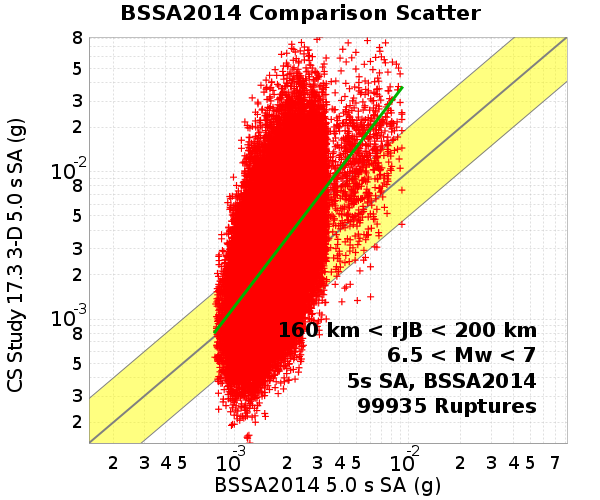 BSSA2014 Comparison Scatter
CS Study 17.3 3-D 5.0 s SA (g)
8
5
3
2
10-2
8
5
3
2
10-3
8
5
3
2
160 km < rJB < 200 km
6.5 < Mw < 7
5s SA, BSSA2014
99935 Ruptures
2 3 4 5 10-3 2 3 4 5 10-2 2 3 4 5 7
BSSA2014 5.0 s SA (g)